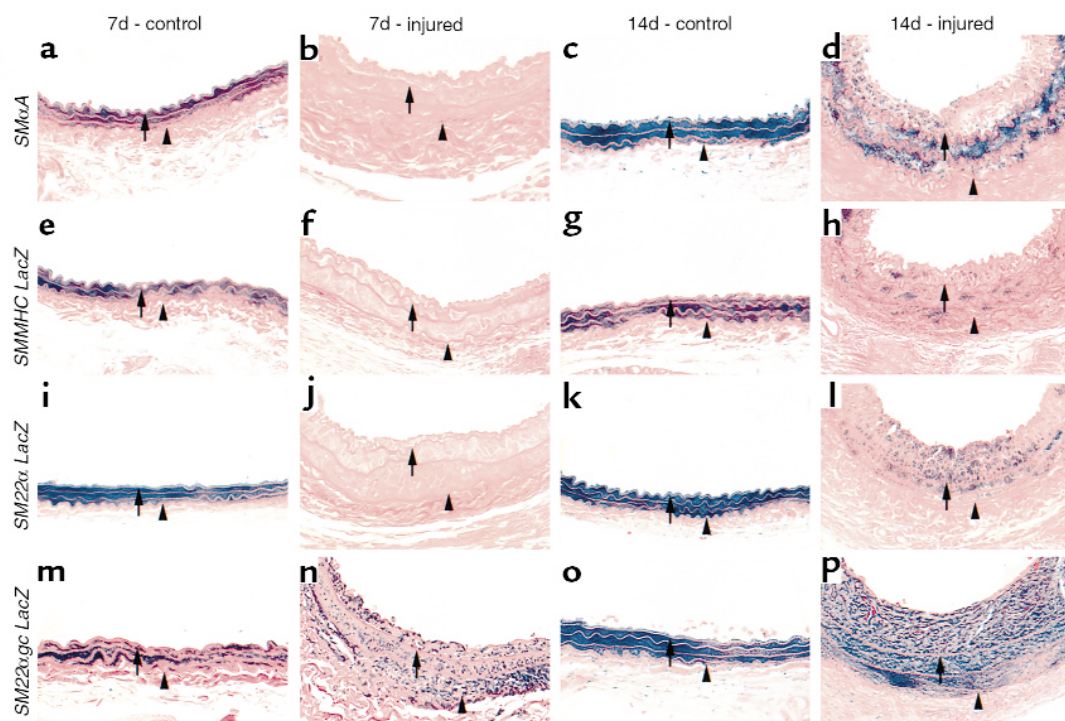 7d - control 7d - injured 14d - control 14d - injured
a b c d
SMαA
e f g h
SMMHC LacZ
i j k l
SM22α LacZ
m n o p
SM22αgc LacZ